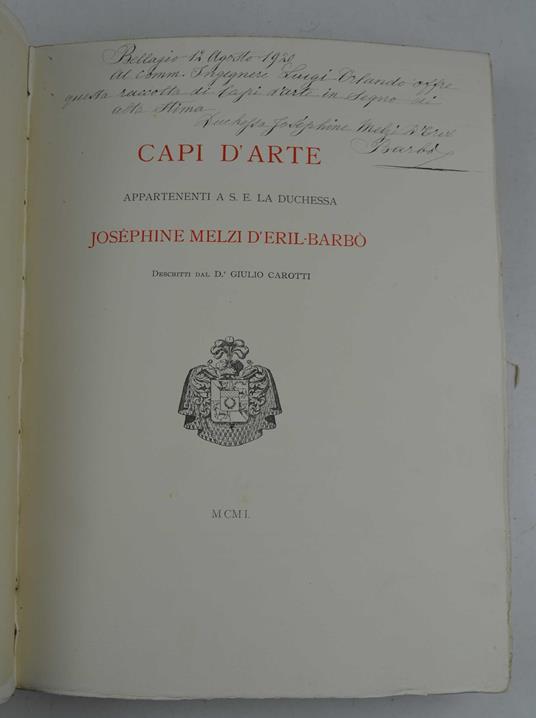 Bellagio 12 Agosto 1920
Al Comm. Ingegnere Luigi Orlando offre
questa raccolta di Capi d'arte in segno di
alta stima
Duchessa Joséphine Melzi d'Eril
Barbò
CAPI D'ARTE
APPARTENENTI A S. E. LA DUCHESSA
JOSÉPHINE MELZI D'ERIL-BARBÒ
DESCRITTI DAL D.r GIULIO CAROTTI
MCMI.